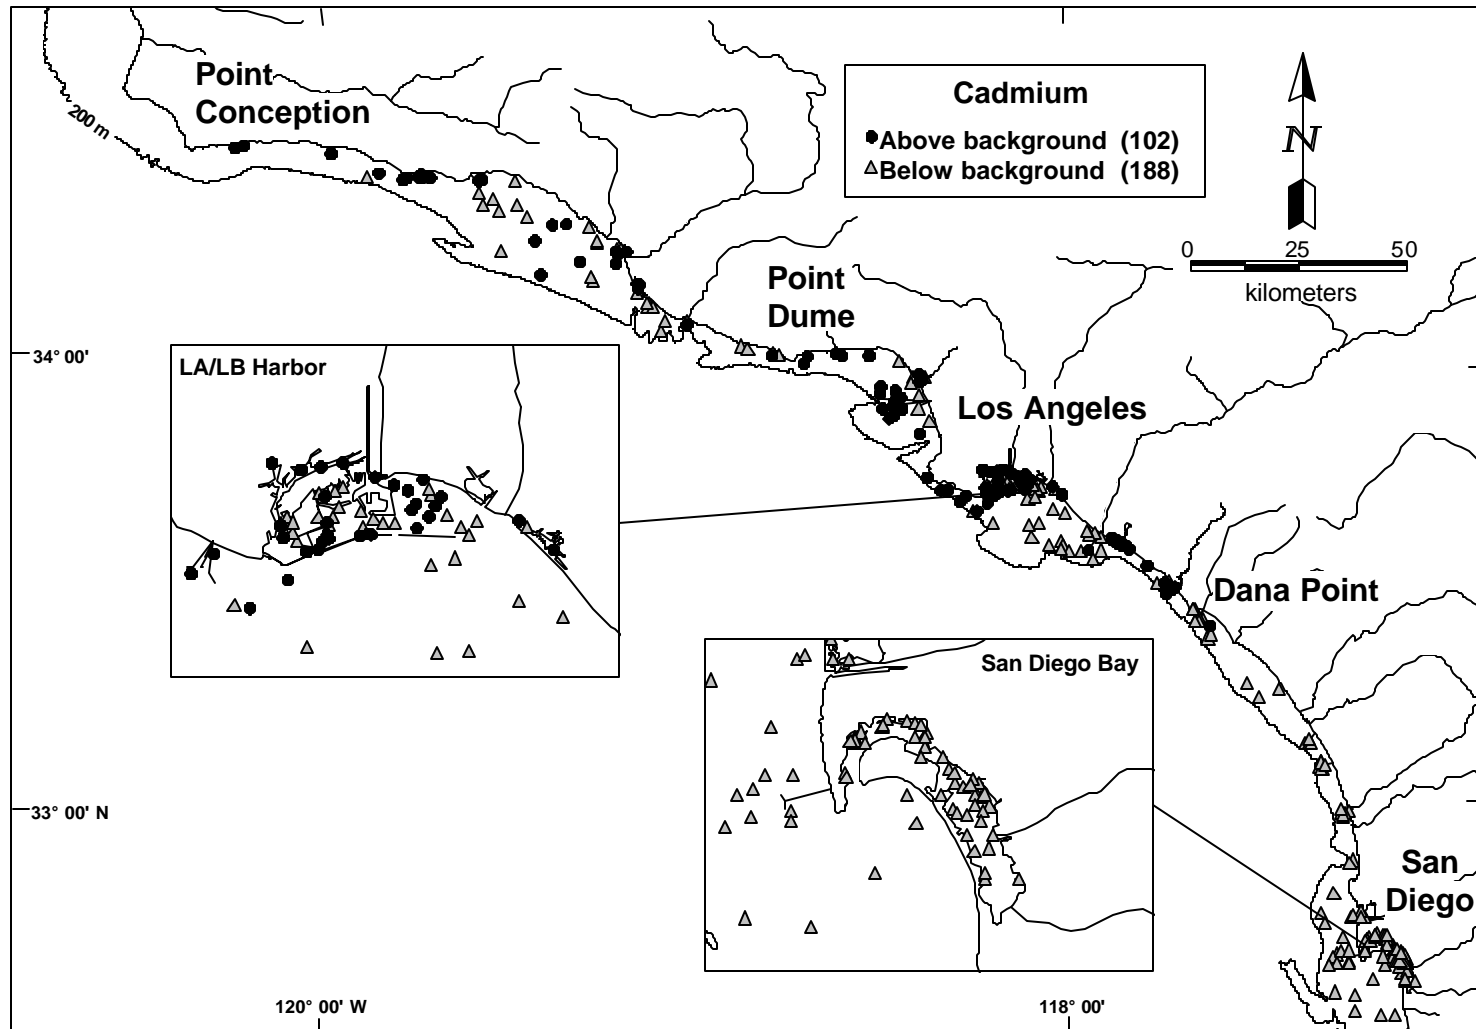 Point
Conception
200 m
Cadmium
Above background (102)
Below background (188)
N
0 25 50
kilometers
Point
Dume
34° 00'
LA/LB Harbor
Los Angeles
Dana Point
San Diego Bay
33° 00' N
San
Diego
120° 00' W
118° 00'